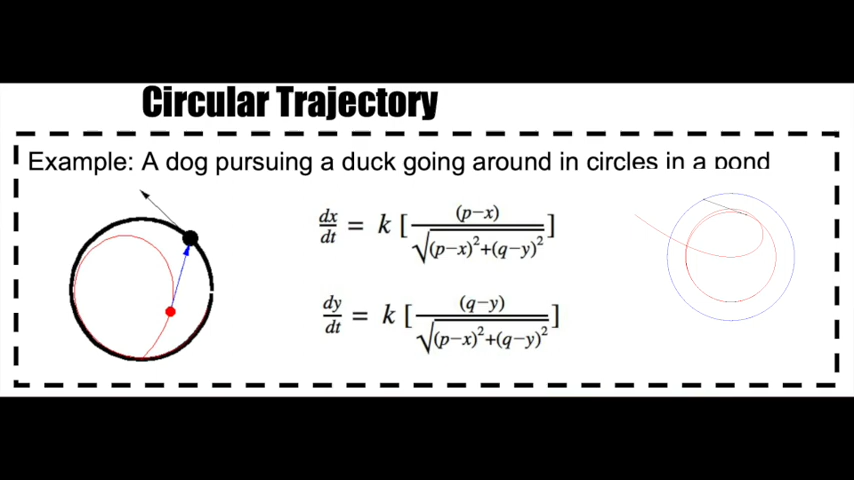 Circular Trajectory
Example: A dog pursuing a duck going around in circles in a pond
dx/dt = k [(p−x)/√((p−x)²+(q−y)²)]
dy/dt = k [(q−y)/√((p−x)²+(q−y)²)]